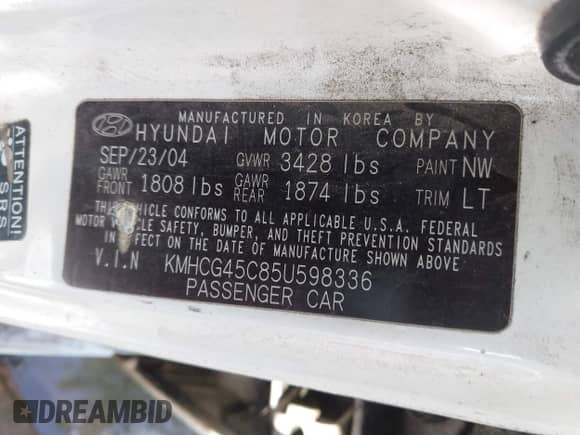 MANUFACTURED IN KOREA BY
HYUNDAI MOTOR COMPANY
SEP/23/04 GVWR 3428 lbs PAINT NW
GAWR FRONT 1808 lbs GAWR REAR 1874 lbs TRIM LT
THIS VEHICLE CONFORMS TO ALL APPLICABLE U.S.A. FEDERAL
MOTOR VEHICLE SAFETY, BUMPER, AND THEFT PREVENTION STANDARDS
IN EFFECT ON THE DATE OF MANUFACTURE SHOWN ABOVE.
V.I.N KMHCG45C85U598336
PASSENGER CAR
ATTENTION!
SRS
DREAMBID